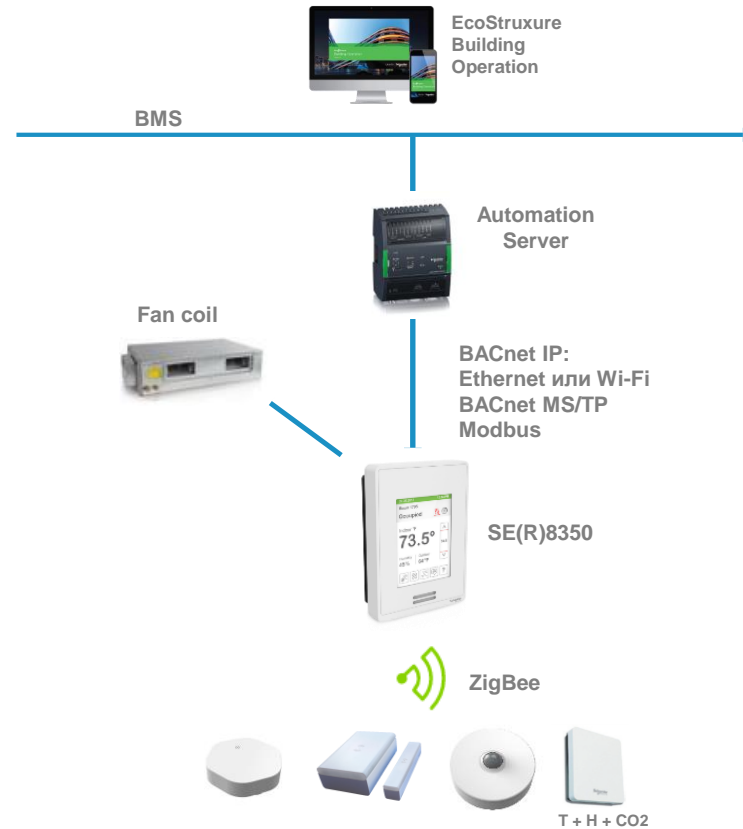 EcoStruxure
Building
Operation
BMS
Automation
Server
Fan coil
BACnet IP:
Ethernet или Wi-Fi
BACnet MS/TP
Modbus
Occupied
73.5°
SE(R)8350
ZigBee
T + H + CO2